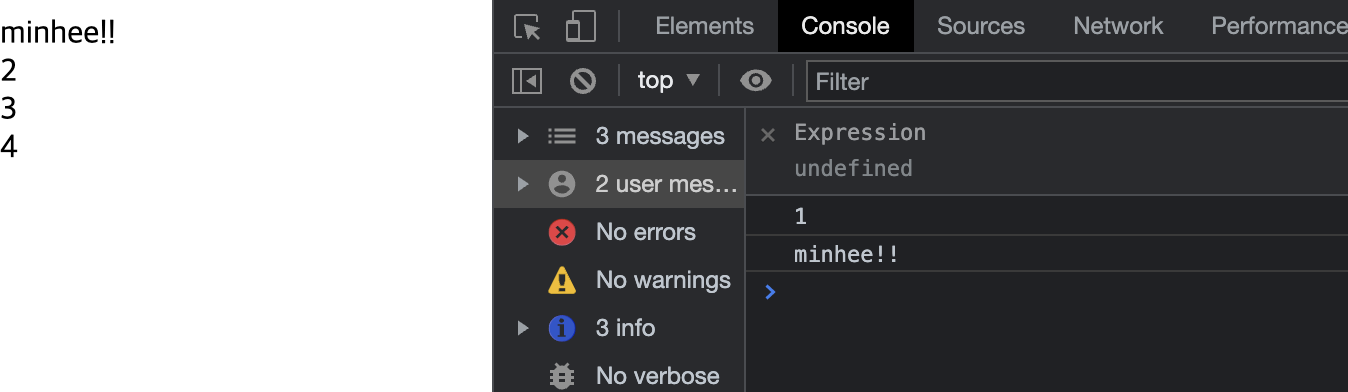 minhee!!
2
3
4
Elements Console Sources Network Performance
top ▼ Filter
3 messages
2 user mes…
No errors
No warnings
3 info
No verbose
× Expression
undefined
1
minhee!!
>